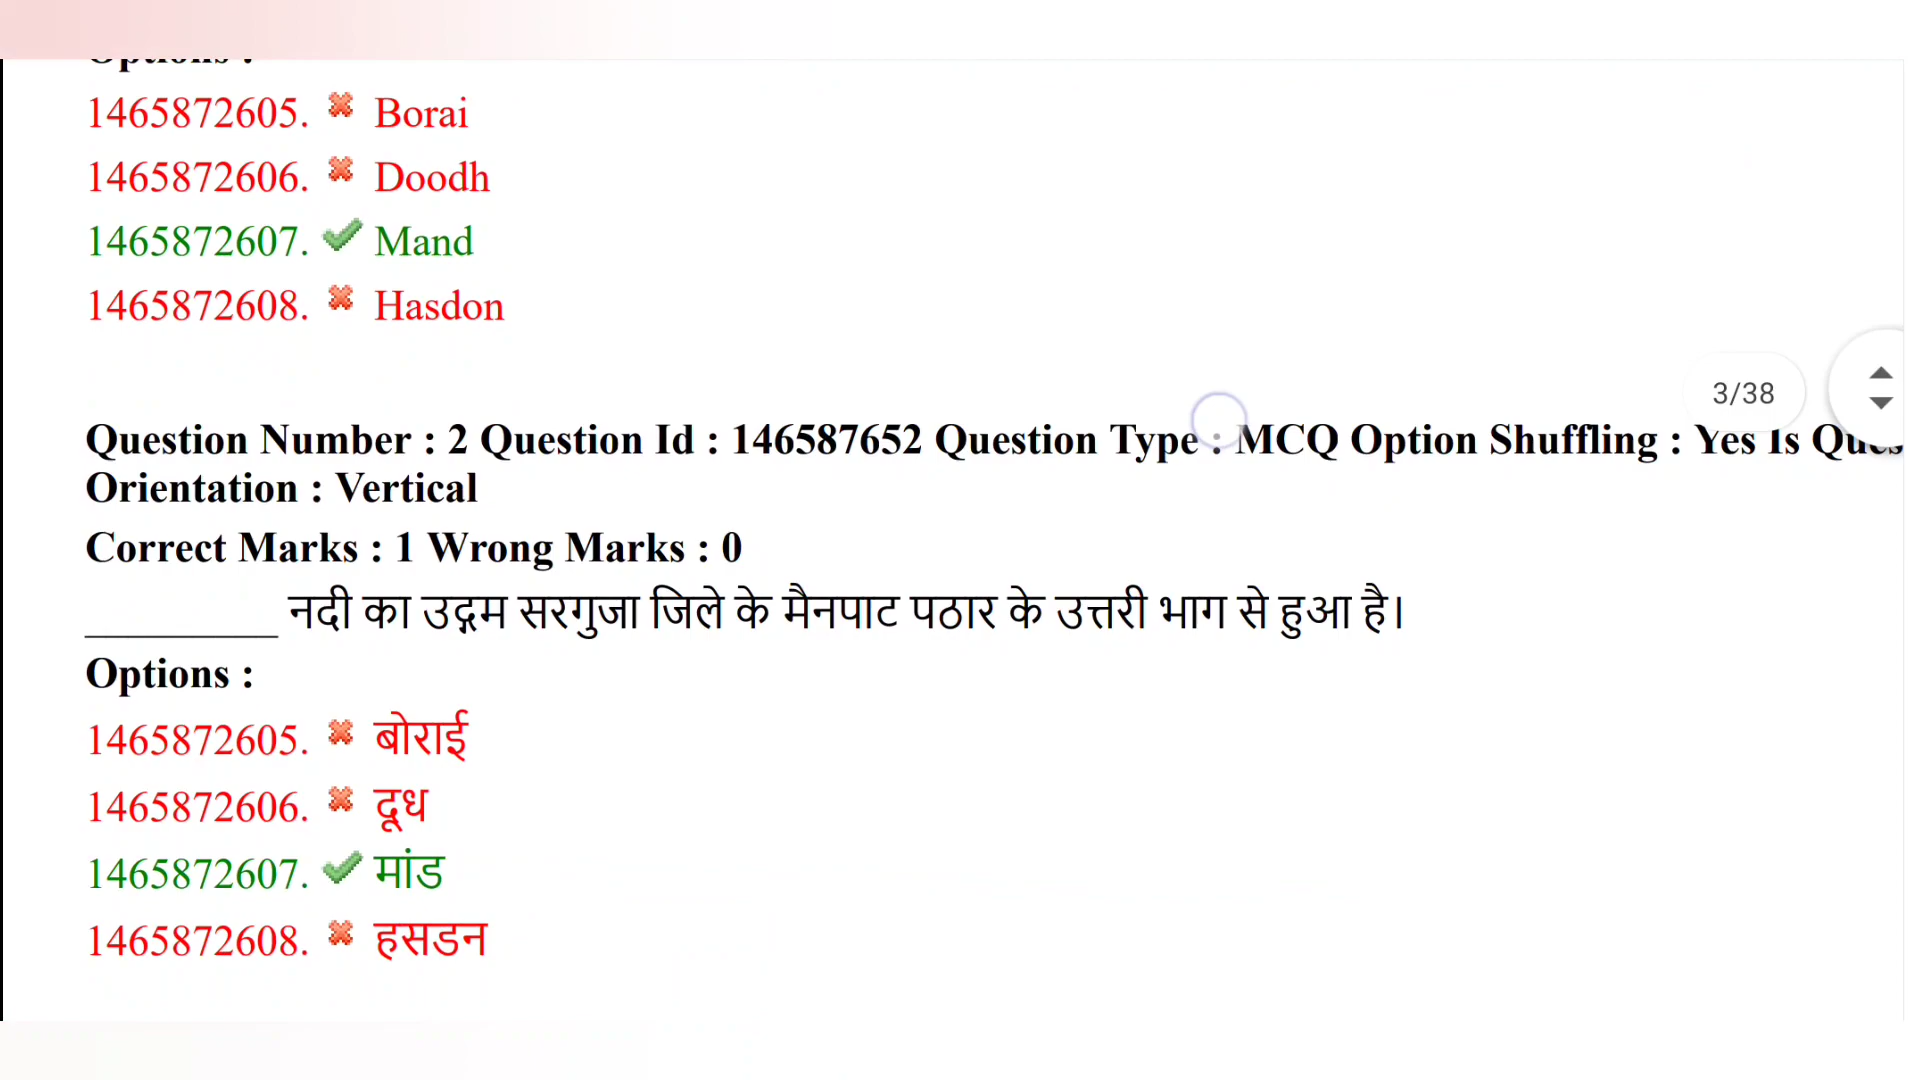 Options :
1465872605. Borai
1465872606. Doodh
1465872607. Mand
1465872608. Hasdon
3/38
Question Number : 2 Question Id : 146587652 Question Type : MCQ Option Shuffling : Yes Is
Orientation : Vertical
Correct Marks : 1 Wrong Marks : 0
_________ नदी का उद्गम सरगुजा जिले के मैनपाट पठार के उत्तरी भाग से हुआ है।
Options :
1465872605. बोराई
1465872606. दूध
1465872607. मांड
1465872608. हसडन